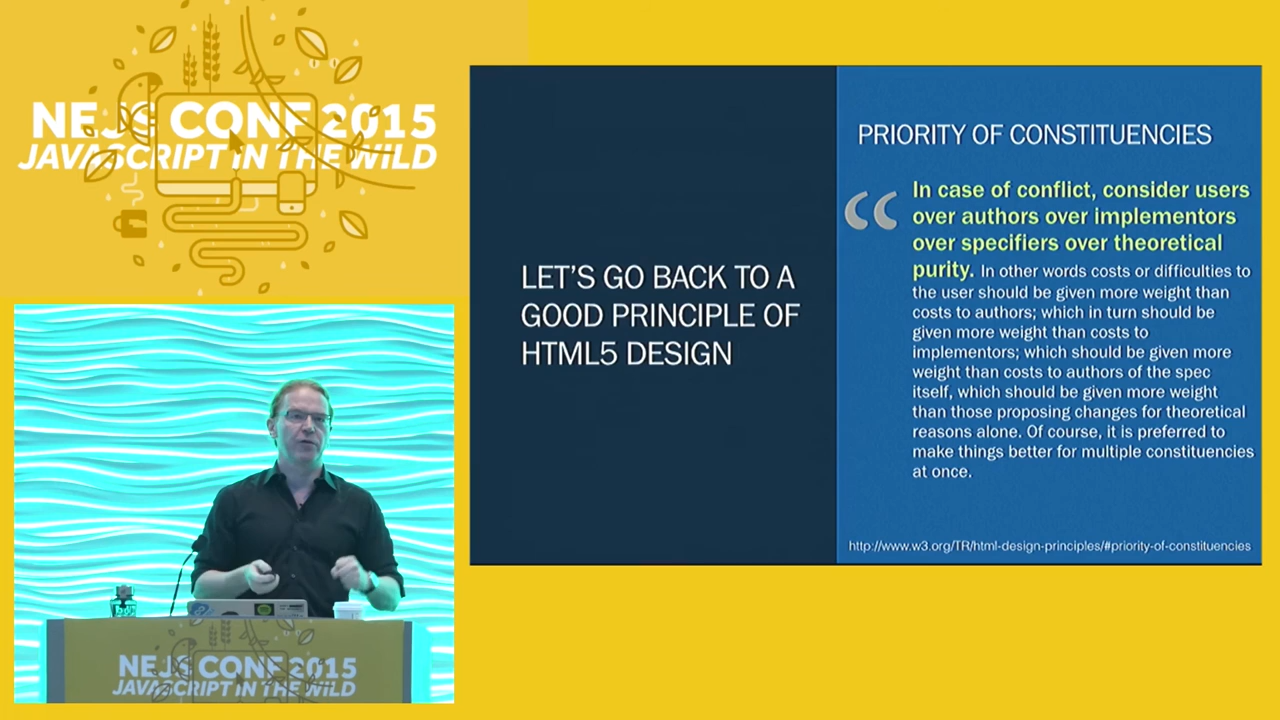 NEJS CONF 2015
JAVASCRIPT IN THE WILD
LET'S GO BACK TO A
GOOD PRINCIPLE OF
HTML5 DESIGN
PRIORITY OF CONSTITUENCIES
“
In case of conflict, consider users
over authors over implementors
over specifiers over theoretical
purity. In other words costs or difficulties to
the user should be given more weight than
costs to authors; which in turn should be
given more weight than costs to
implementors; which should be given more
weight than costs to authors of the spec
itself, which should be given more weight
than those proposing changes for theoretical
reasons alone. Of course, it is preferred to
make things better for multiple constituencies
at once.
http://www.w3.org/TR/html-design-principles/#priority-of-constituencies
NEJS CONF 2015
JAVASCRIPT IN THE WILD